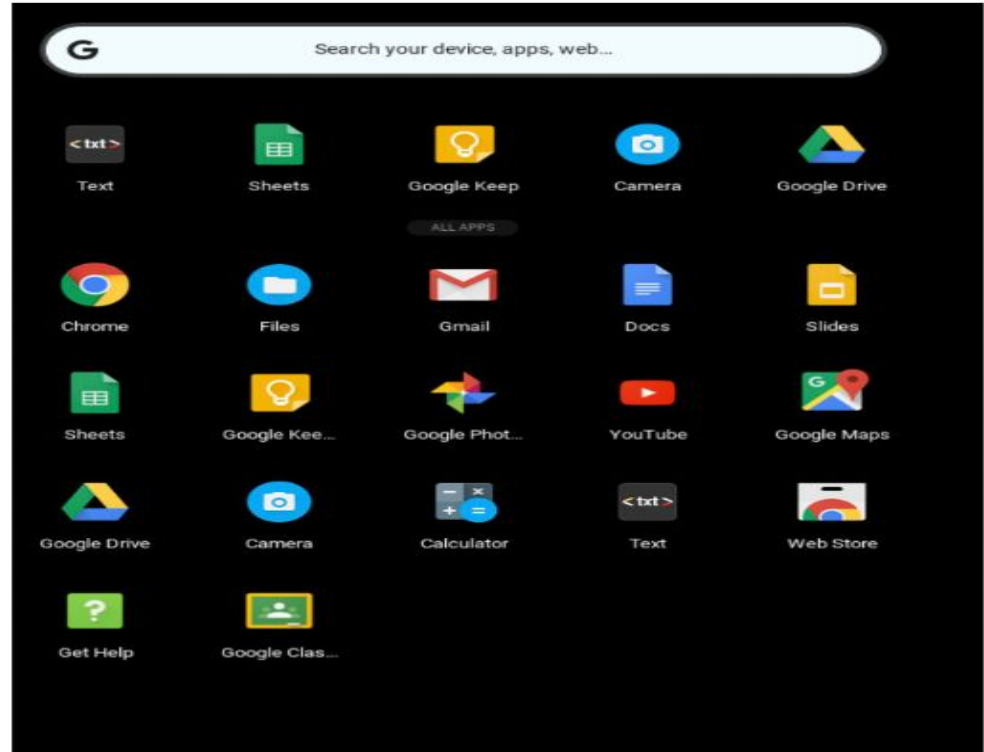 G Search your device, apps, web...
<txt> 
Text Sheets Google Keep Camera Google Drive
ALL APPS
Chrome Files Gmail Docs Slides
G
Sheets Google Kee... Google Phot... YouTube Google Maps
<txt>
Google Drive Camera Calculator Text Web Store
?
Get Help Google Clas...